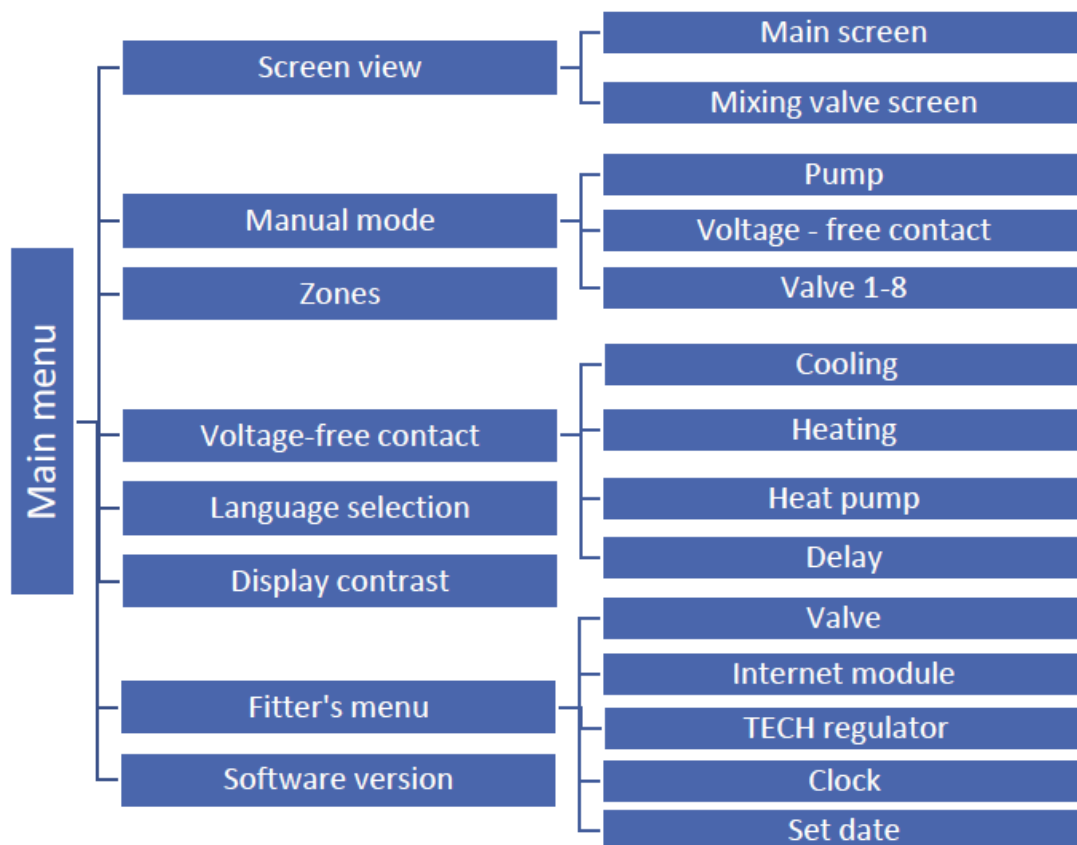 Main menu
Screen view
Main screen
Mixing valve screen
Manual mode
Pump
Voltage - free contact
Valve 1-8
Zones
Voltage-free contact
Cooling
Heating
Heat pump
Delay
Language selection
Display contrast
Fitter's menu
Valve
Internet module
TECH regulator
Clock
Set date
Software version